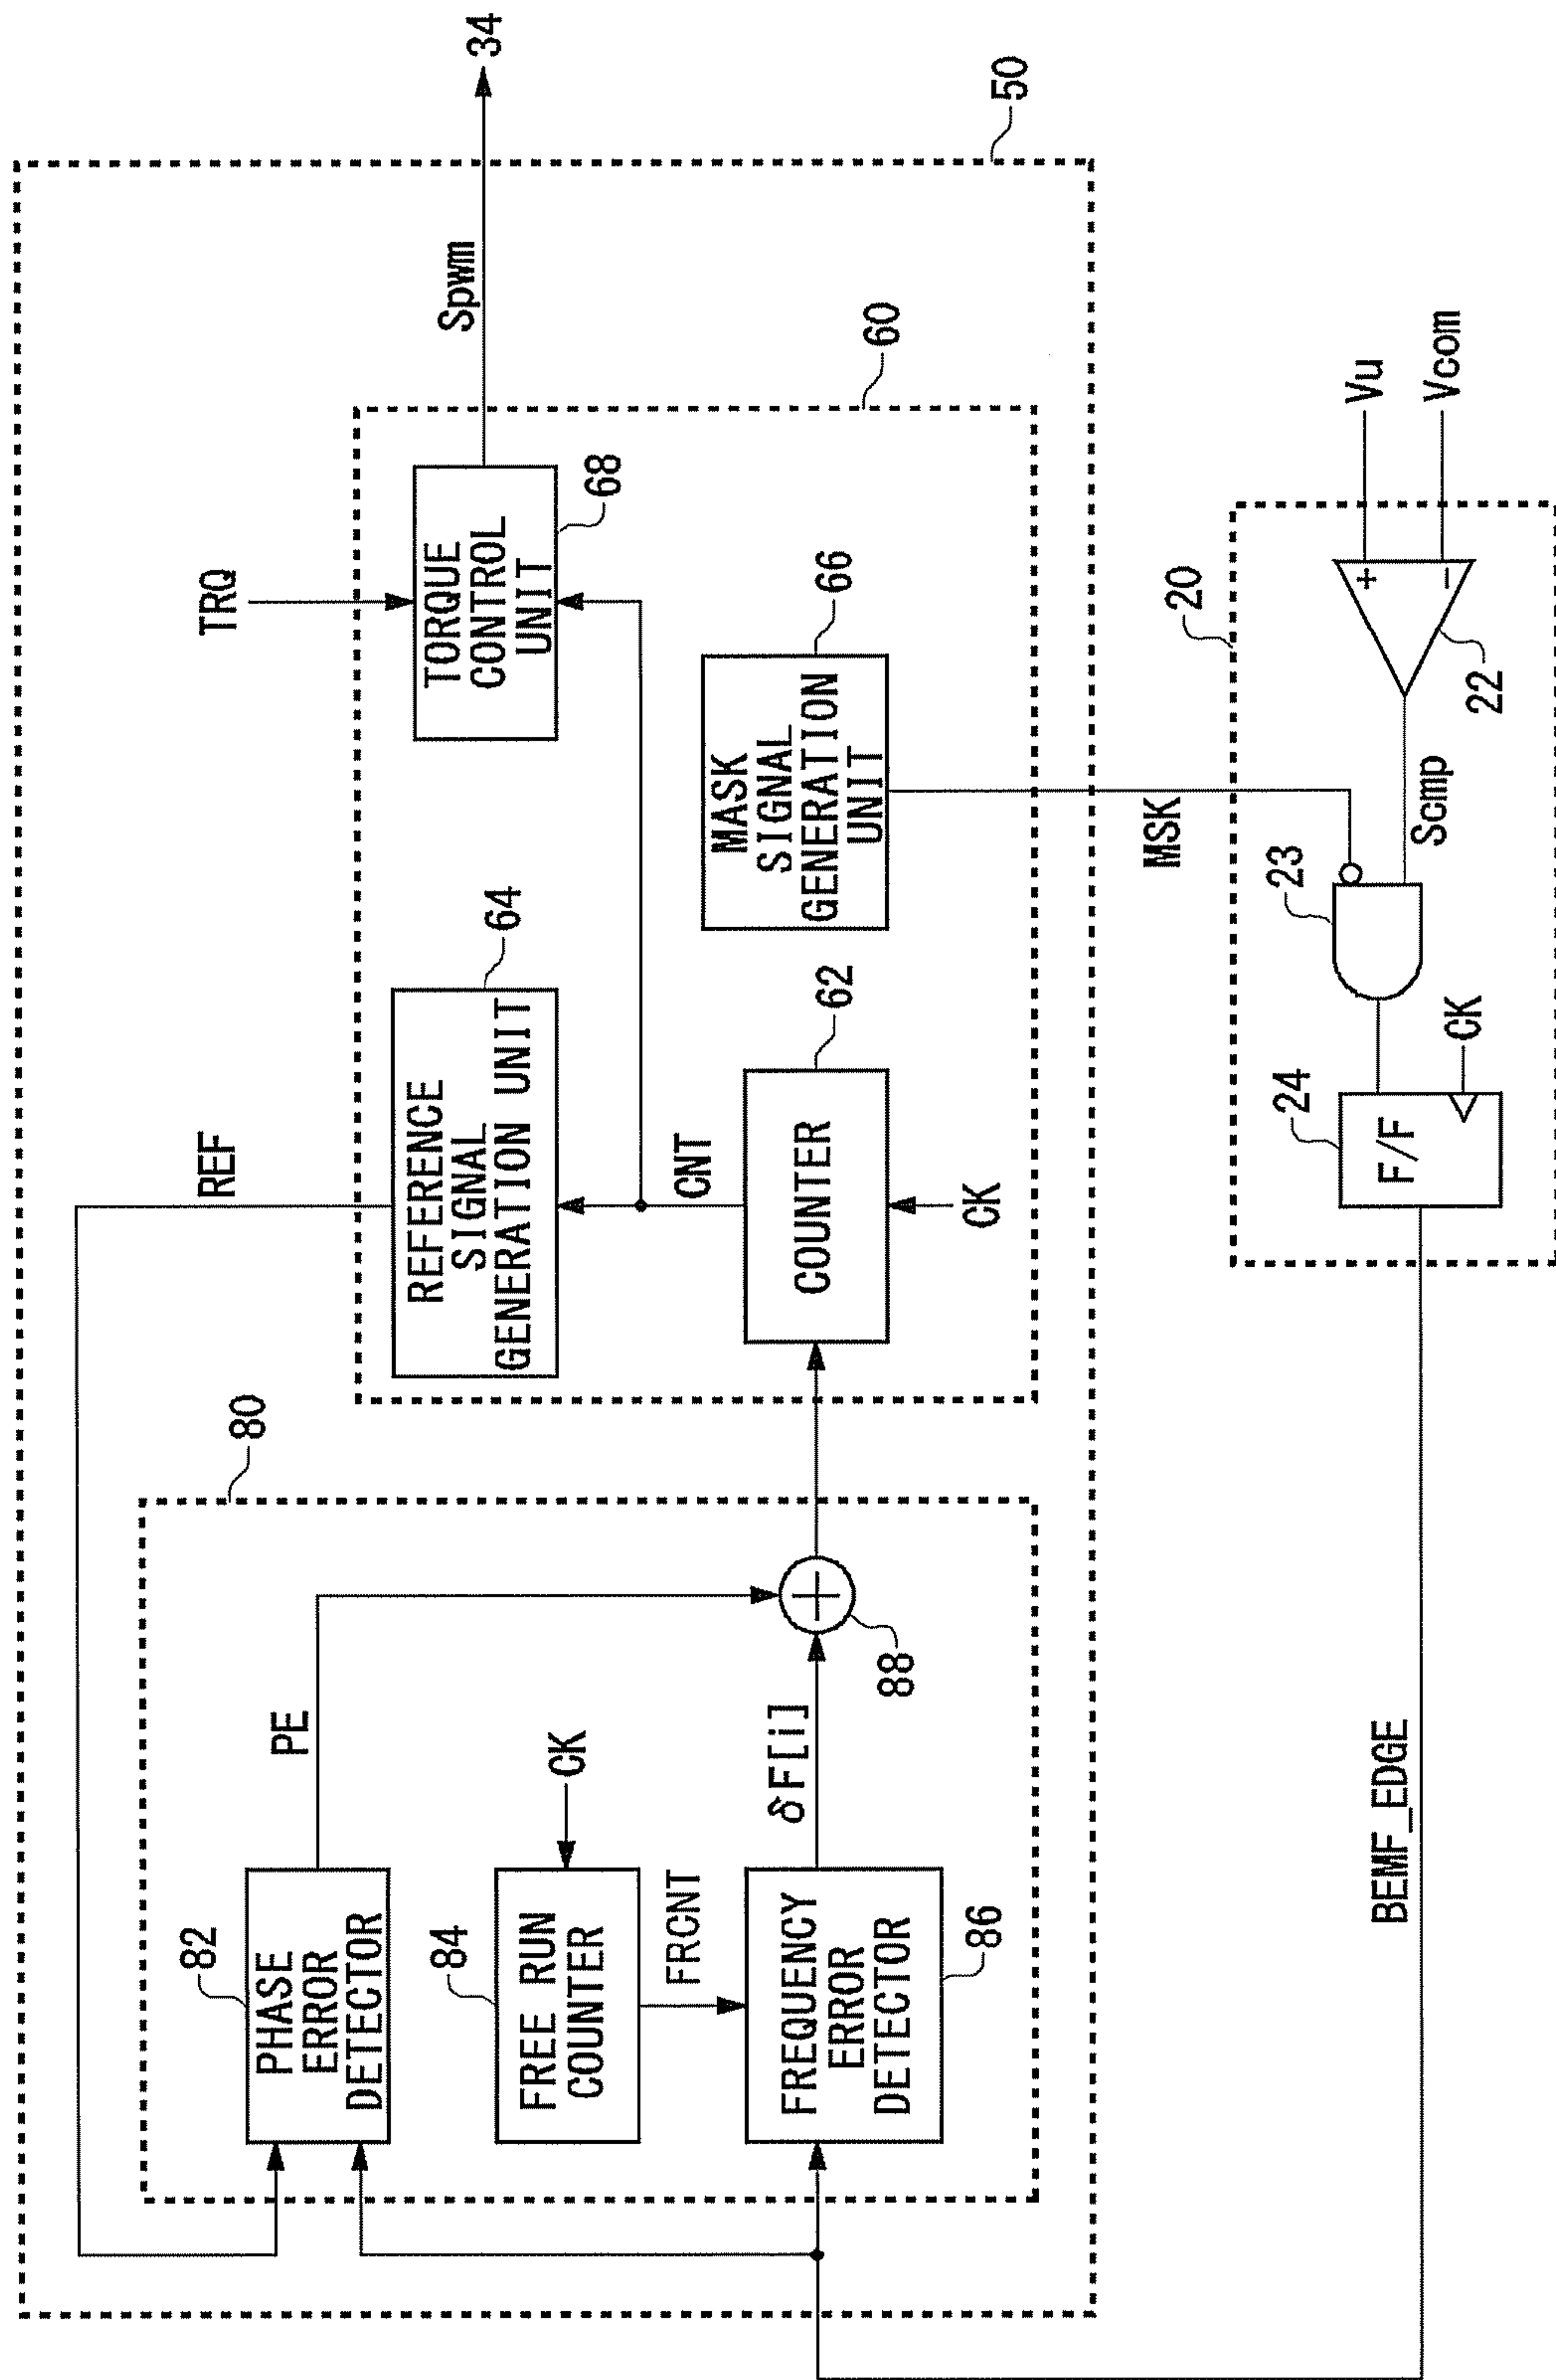 50
REF
80
PE
82
PHASE
ERROR
DETECTOR
84
FREE RUN
COUNTER
CK
FRCNT
FREQUENCY
ERROR
DETECTOR
86
δF[i]
88
60
64
REFERENCE
SIGNAL
GENERATION UNIT
CNT
62
COUNTER
CK
TRQ
TORQUE
CONTROL
UNIT
68
Spwm
34
66
MASK
SIGNAL
GENERATION
UNIT
MSK
BEMF_EDGE
20
24
F/F
CK
23
Scmp
22
+
−
Vu
Vcom